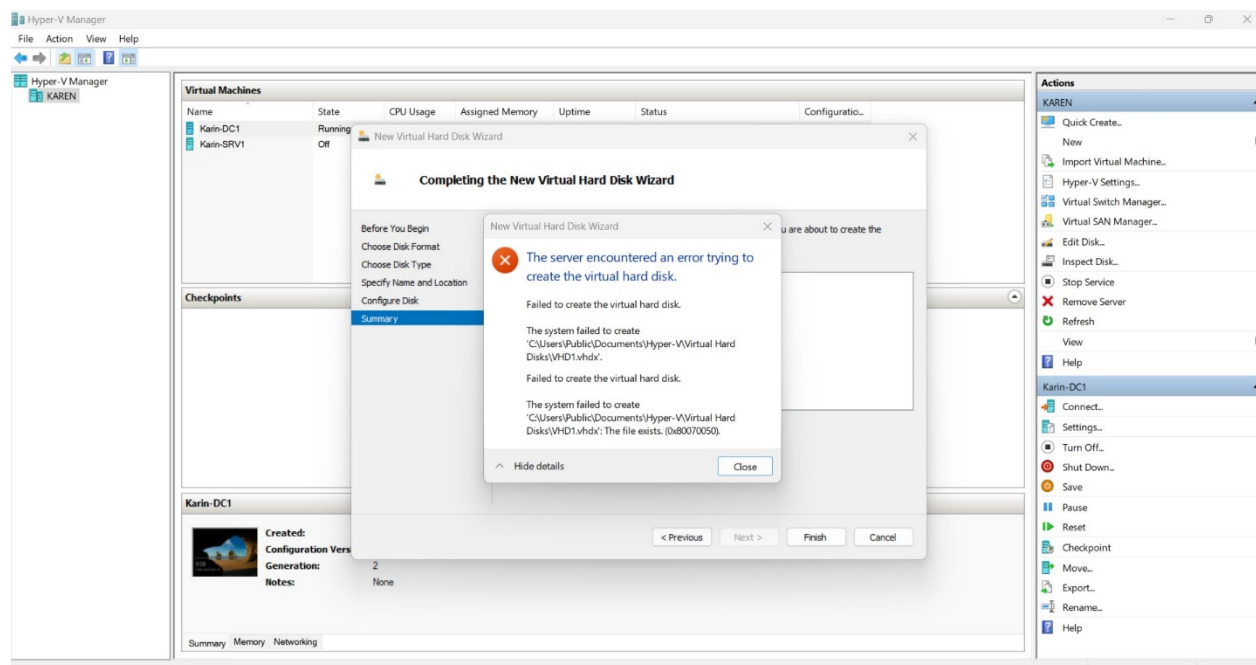 Hyper-V Manager
File Action View Help
Hyper-V Manager
KAREN
Virtual Machines
Name State CPU Usage Assigned Memory Uptime Status Configuratio...
Karin-DC1 Running
Karin-SRV1 Off
Checkpoints
Karin-DC1
Created:
Configuration Vers
Generation: 2
Notes: None
Summary Memory Networking
New Virtual Hard Disk Wizard
Completing the New Virtual Hard Disk Wizard
Before You Begin
Choose Disk Format
Choose Disk Type
Specify Name and Location
Configure Disk
Summary
u are about to create the
< Previous Next > Finish Cancel
New Virtual Hard Disk Wizard
The server encountered an error trying to
create the virtual hard disk.
Failed to create the virtual hard disk.
The system failed to create
'C:\Users\Public\Documents\Hyper-V\Virtual Hard
Disks\VHD1.vhdx'.
Failed to create the virtual hard disk.
The system failed to create
'C:\Users\Public\Documents\Hyper-V\Virtual Hard
Disks\VHD1.vhdx': The file exists. (0x80070050).
Hide details Close
Actions
KAREN
Quick Create...
New
Import Virtual Machine...
Hyper-V Settings...
Virtual Switch Manager...
Virtual SAN Manager...
Edit Disk...
Inspect Disk...
Stop Service
Remove Server
Refresh
View
Help
Karin-DC1
Connect...
Settings...
Turn Off...
Shut Down...
Save
Pause
Reset
Checkpoint
Move...
Export...
Rename...
Help